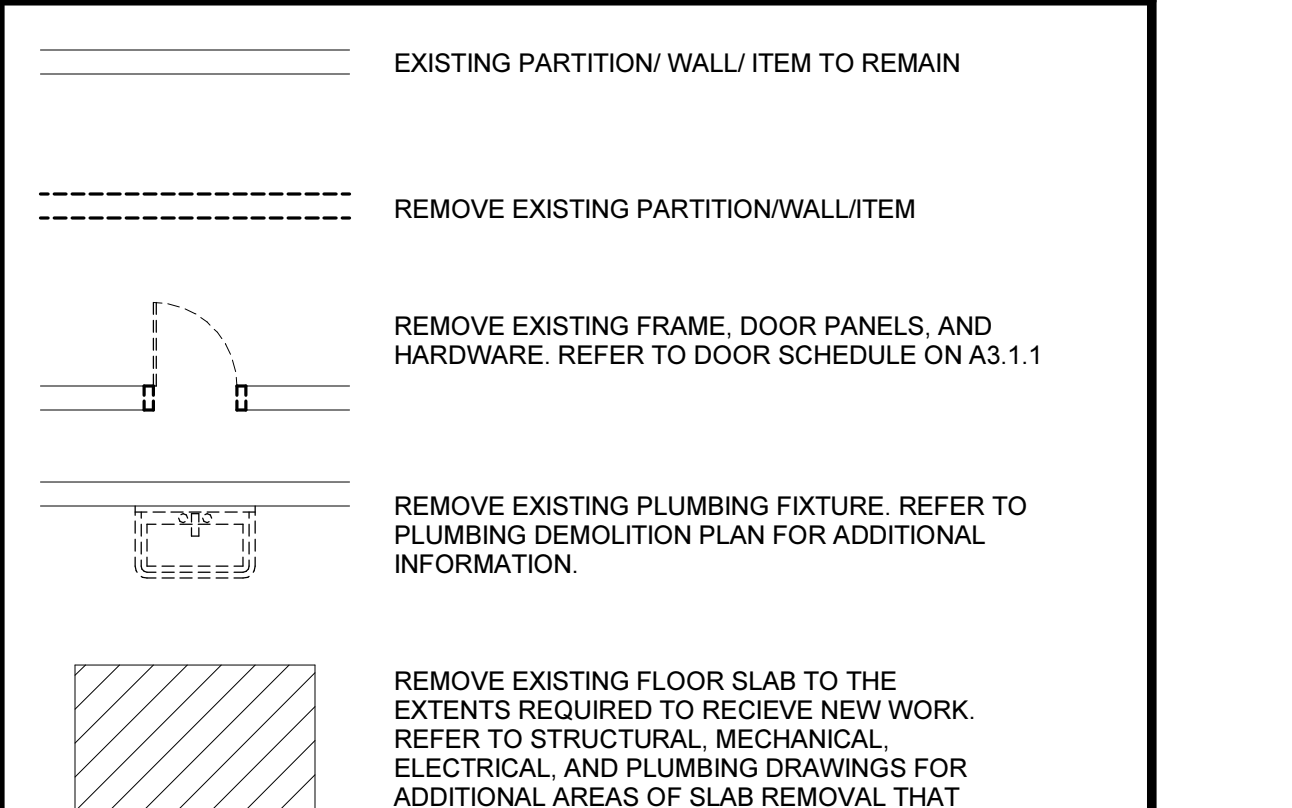 EXISTING PARTITION/ WALL/ ITEM TO REMAIN
REMOVE EXISTING PARTITION/WALL/ITEM
REMOVE EXISTING FRAME, DOOR PANELS, AND
HARDWARE. REFER TO DOOR SCHEDULE ON A3.1.1
REMOVE EXISTING PLUMBING FIXTURE. REFER TO
PLUMBING DEMOLITION PLAN FOR ADDITIONAL
INFORMATION.
REMOVE EXISTING FLOOR SLAB TO THE
EXTENTS REQUIRED TO RECIEVE NEW WORK.
REFER TO STRUCTURAL, MECHANICAL,
ELECTRICAL, AND PLUMBING DRAWINGS FOR
ADDITIONAL AREAS OF SLAB REMOVAL THAT